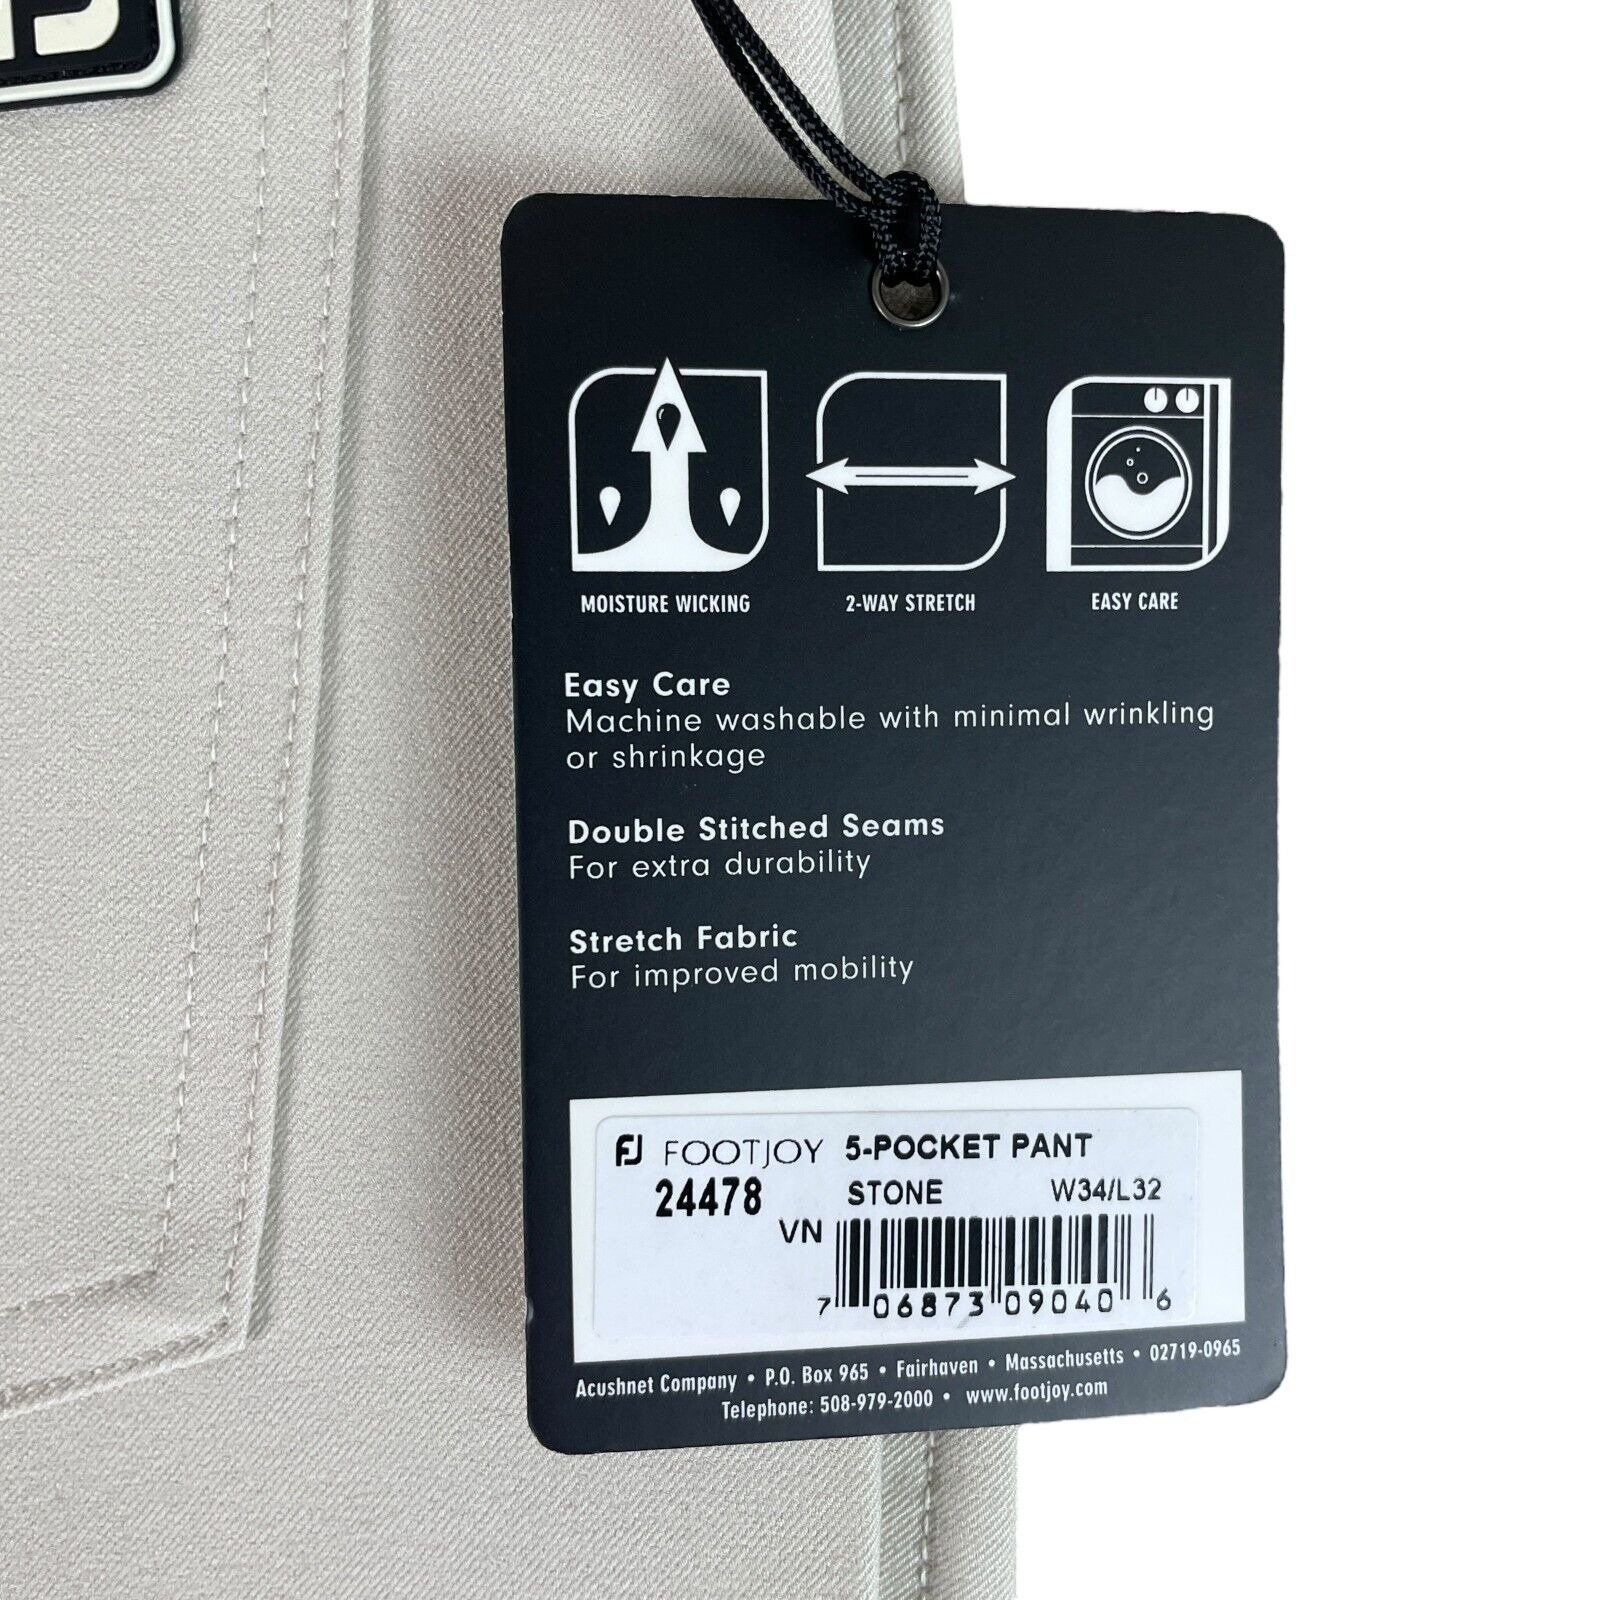 MOISTURE WICKING
2-WAY STRETCH
EASY CARE
Easy Care
Machine washable with minimal wrinkling
or shrinkage
Double Stitched Seams
For extra durability
Stretch Fabric
For improved mobility
FJ FOOTJOY 5-POCKET PANT
24478 STONE W34/L32
VN
7 06873 09040 6
Acushnet Company • P.O. Box 965 • Fairhaven • Massachusetts • 02719-0965
Telephone: 508-979-2000 • www.footjoy.com